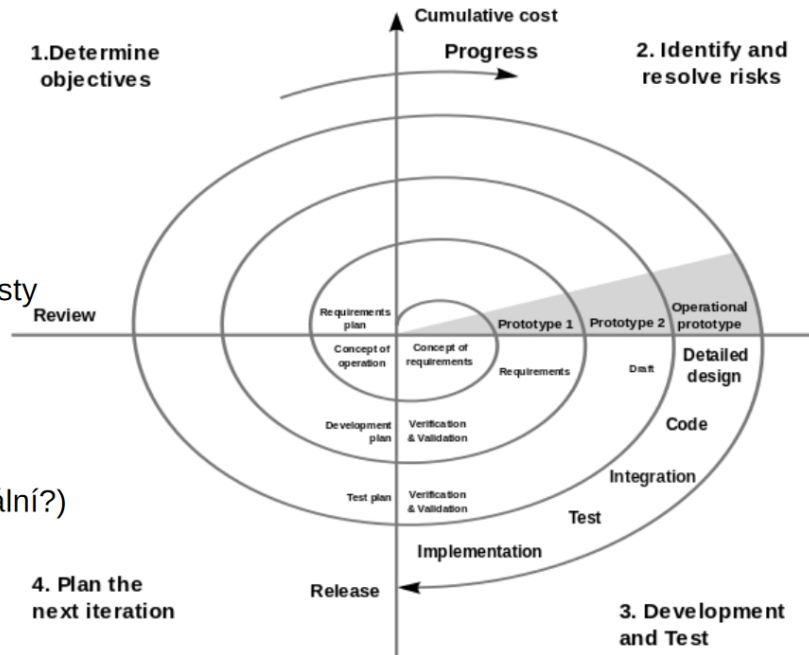 Cumulative cost
Progress
1.Determine
objectives
2. Identify and
resolve risks
sty
Review
Requirements
plan
Prototype 1
Prototype 2
Operational
prototype
Concept of
operation
Concept of
requirements
Requirements
Draft
Detailed
design
Development
plan
Verification
& Validation
Code
Integration
Test plan
Verification
& Validation
ální?)
Test
Implementation
Release
4. Plan the
next iteration
3. Development
and Test